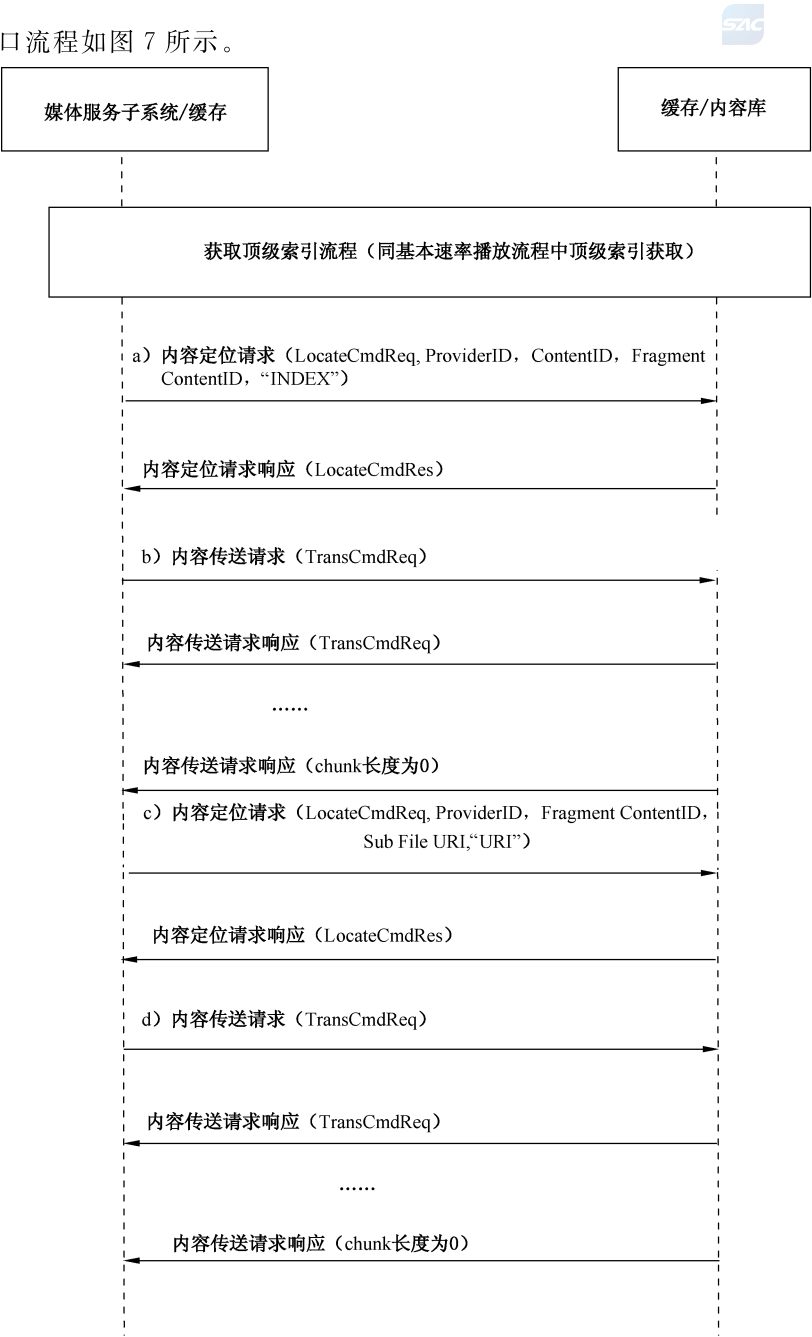 SAC
口流程如图 7 所示。
媒体服务子系统/缓存
缓存/内容库
获取顶级索引流程（同基本速率播放流程中顶级索引获取）
a）内容定位请求（LocateCmdReq, ProviderID，ContentID，Fragment
ContentID，“INDEX”）
内容定位请求响应（LocateCmdRes）
b）内容传送请求（TransCmdReq）
内容传送请求响应（TransCmdReq）
……
内容传送请求响应（chunk长度为0）
c）内容定位请求（LocateCmdReq, ProviderID，Fragment ContentID，
Sub File URI,“URI”）
内容定位请求响应（LocateCmdRes）
d）内容传送请求（TransCmdReq）
内容传送请求响应（TransCmdReq）
……
内容传送请求响应（chunk长度为0）